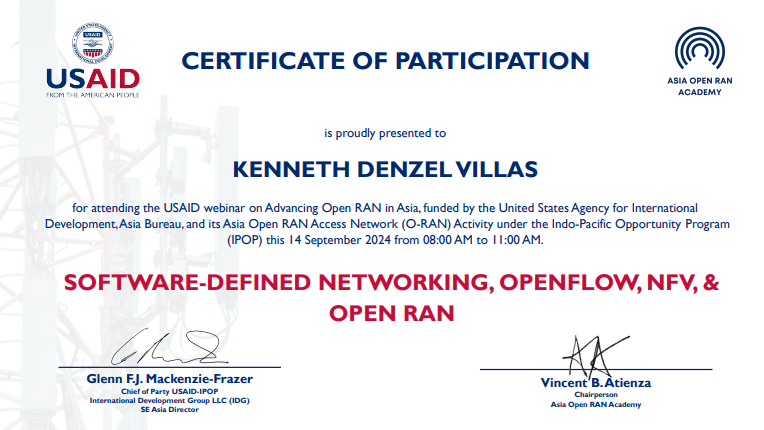 USAID
FROM THE AMERICAN PEOPLE
CERTIFICATE OF PARTICIPATION
ASIA OPEN RAN
ACADEMY
is proudly presented to
KENNETH DENZEL VILLAS
for attending the USAID webinar on Advancing Open RAN in Asia, funded by the United States Agency for International
Development, Asia Bureau, and its Asia Open RAN Access Network (O-RAN) Activity under the Indo-Pacific Opportunity Program
(IPOP) this 14 September 2024 from 08:00 AM to 11:00 AM.
SOFTWARE-DEFINED NETWORKING, OPENFLOW, NFV, &
OPEN RAN
Glenn F.J. Mackenzie-Frazer
Chief of Party USAID-IPOP
International Development Group LLC (IDG)
SE Asia Director
Vincent B. Atienza
Chairperson
Asia Open RAN Academy